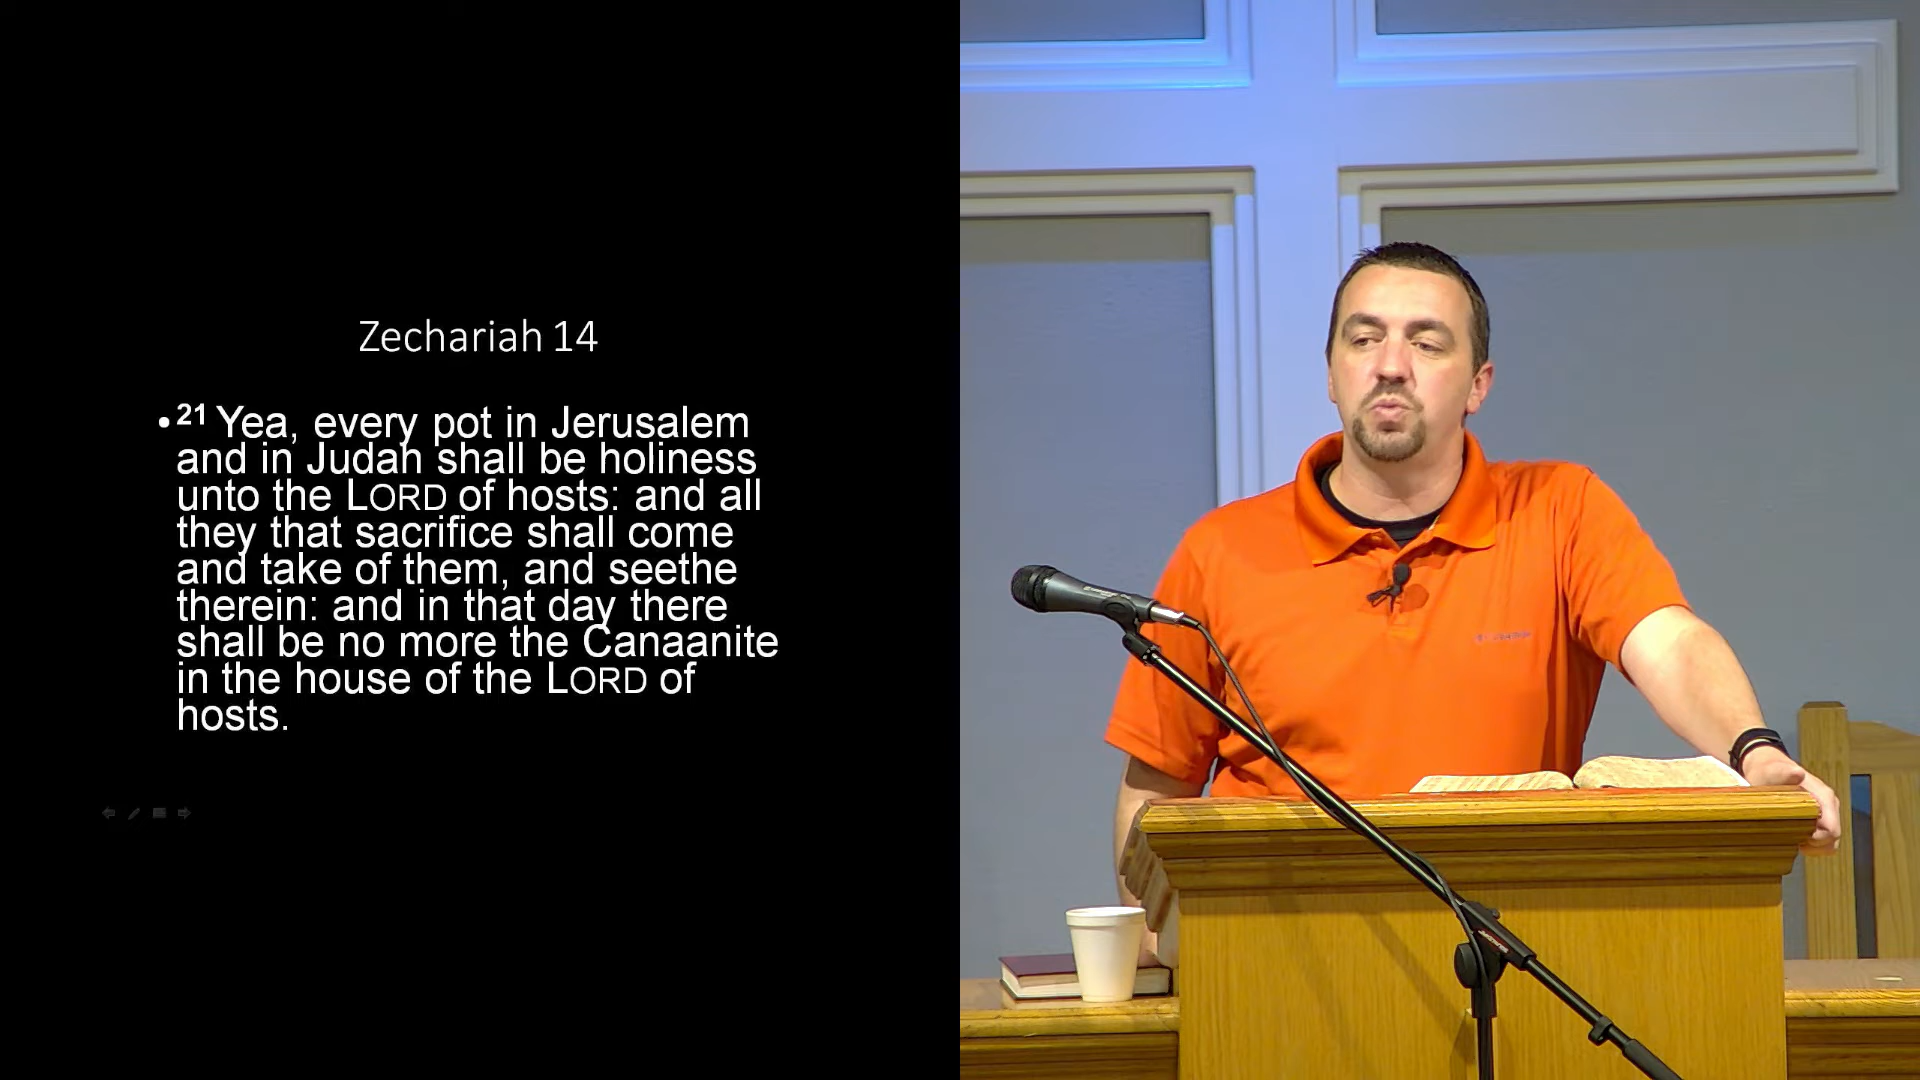 Zechariah 14
•21 Yea, every pot in Jerusalem
and in Judah shall be holiness
unto the LORD of hosts: and all
they that sacrifice shall come
and take of them, and seethe
therein: and in that day there
shall be no more the Canaanite
in the house of the LORD of
hosts.